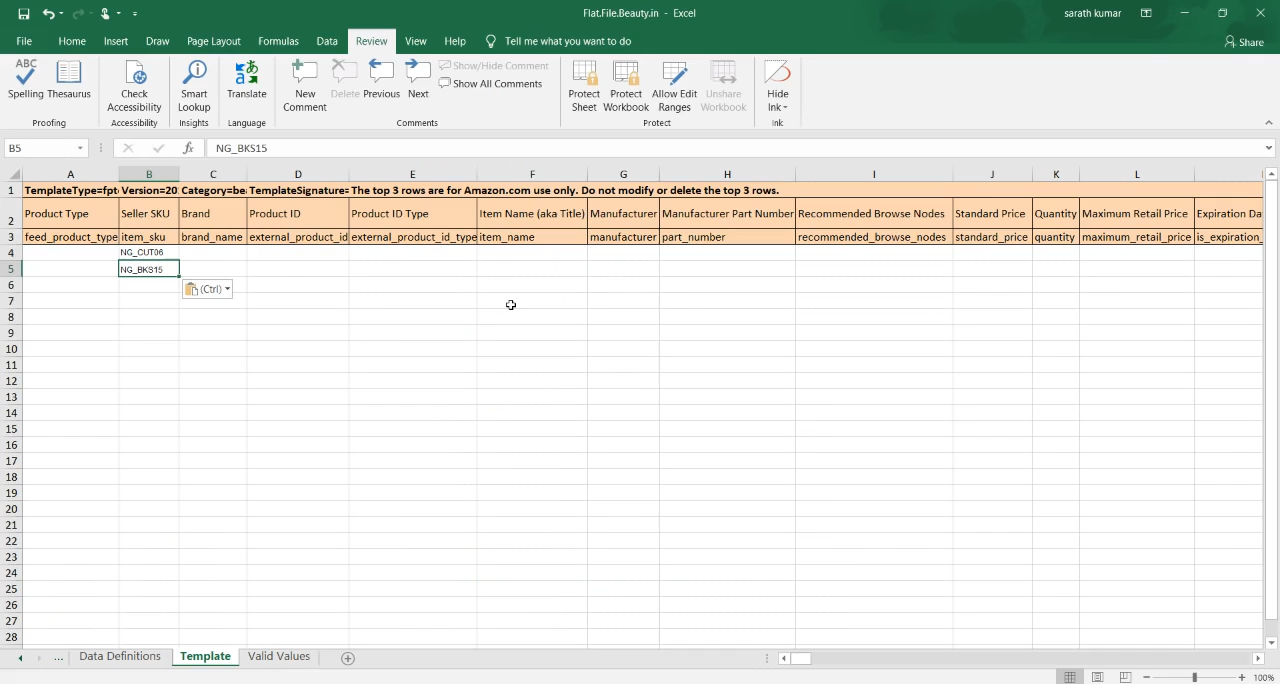 Flat.File.Beauty.in - Excel
sarath kumar
File Home Insert Draw Page Layout Formulas Data Review View Help Tell me what you want to do
Share
ABC
Spelling Thesaurus
Proofing
Check Accessibility
Accessibility
Smart Lookup
Insights
Translate
Language
New Comment
Delete Previous Next
Show/Hide Comment
Show All Comments
Comments
Protect Sheet
Protect Workbook
Allow Edit Ranges
Unshare Workbook
Protect
Hide Ink
Ink
B5 fx NG_BKS15
A B C D E F G H I J K L
1 TemplateType=fpt Version=20 Category=be TemplateSignature= The top 3 rows are for Amazon.com use only. Do not modify or delete the top 3 rows.
2 Product Type Seller SKU Brand Product ID Product ID Type Item Name (aka Title) Manufacturer Manufacturer Part Number Recommended Browse Nodes Standard Price Quantity Maximum Retail Price Expiration Da
3 feed_product_type item_sku brand_name external_product_id external_product_id_type item_name manufacturer part_number recommended_browse_nodes standard_price quantity maximum_retail_price is_expiration_
4 NG_CUT06
5 NG_BKS15
6 (Ctrl)
7
8
9
10
11
12
13
14
15
16
17
18
19
20
21
22
23
24
25
26
27
28
... Data Definitions Template Valid Values
100%